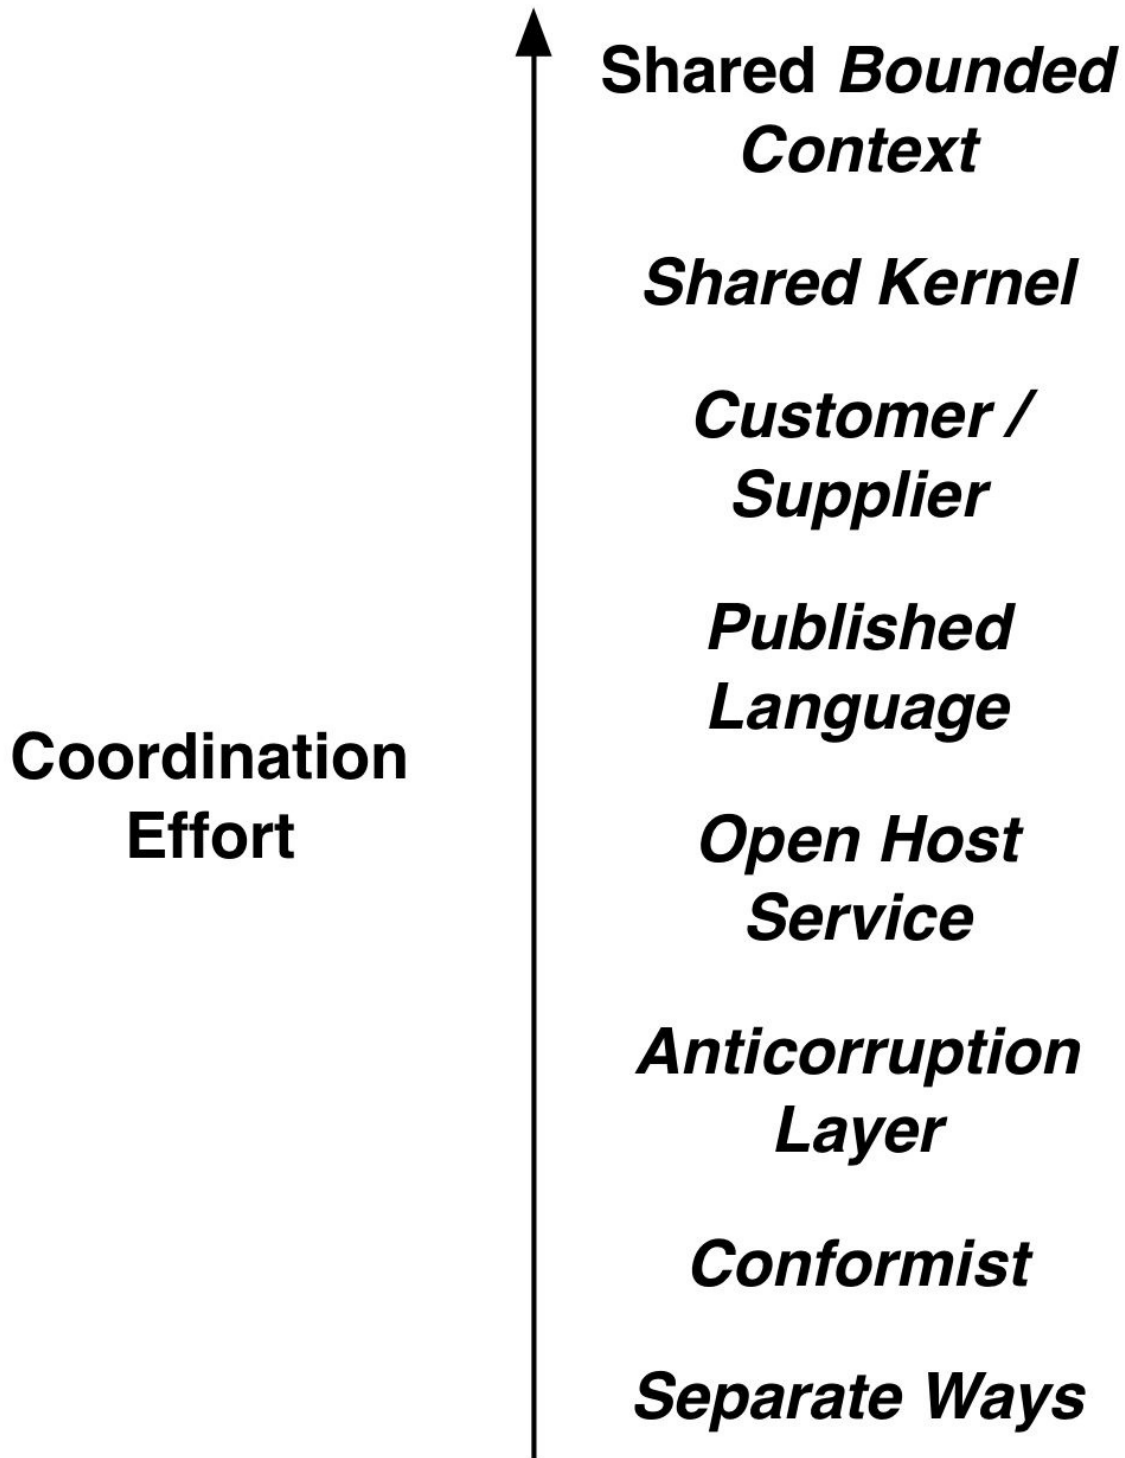 Shared Bounded
Context
Shared Kernel
Customer /
Supplier
Published
Language
Coordination
Effort
Open Host
Service
Anticorruption
Layer
Conformist
Separate Ways